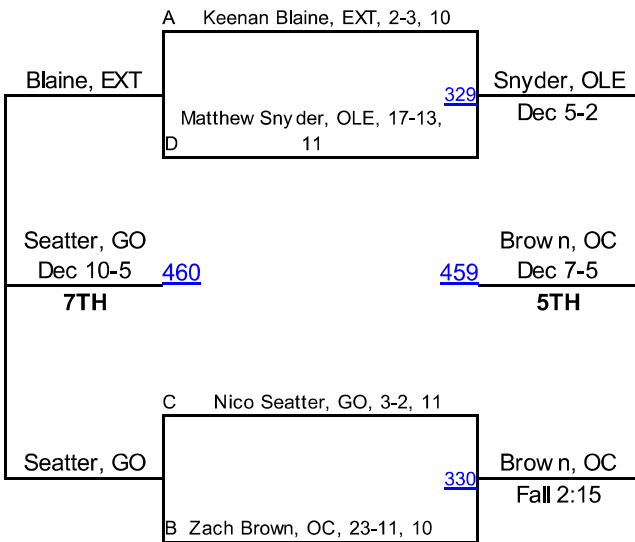 A Keenan Blaine, EXT, 2-3, 10
Blaine, EXT
329
Snyder, OLE
Dec 5-2
Matthew Snyder, OLE, 17-13,
D 11
Seatter, GO
Dec 10-5
460
7TH
459
Brown, OC
Dec 7-5
5TH
C Nico Seatter, GO, 3-2, 11
Seatter, GO
330
Brown, OC
Fall 2:15
B Zach Brown, OC, 23-11, 10